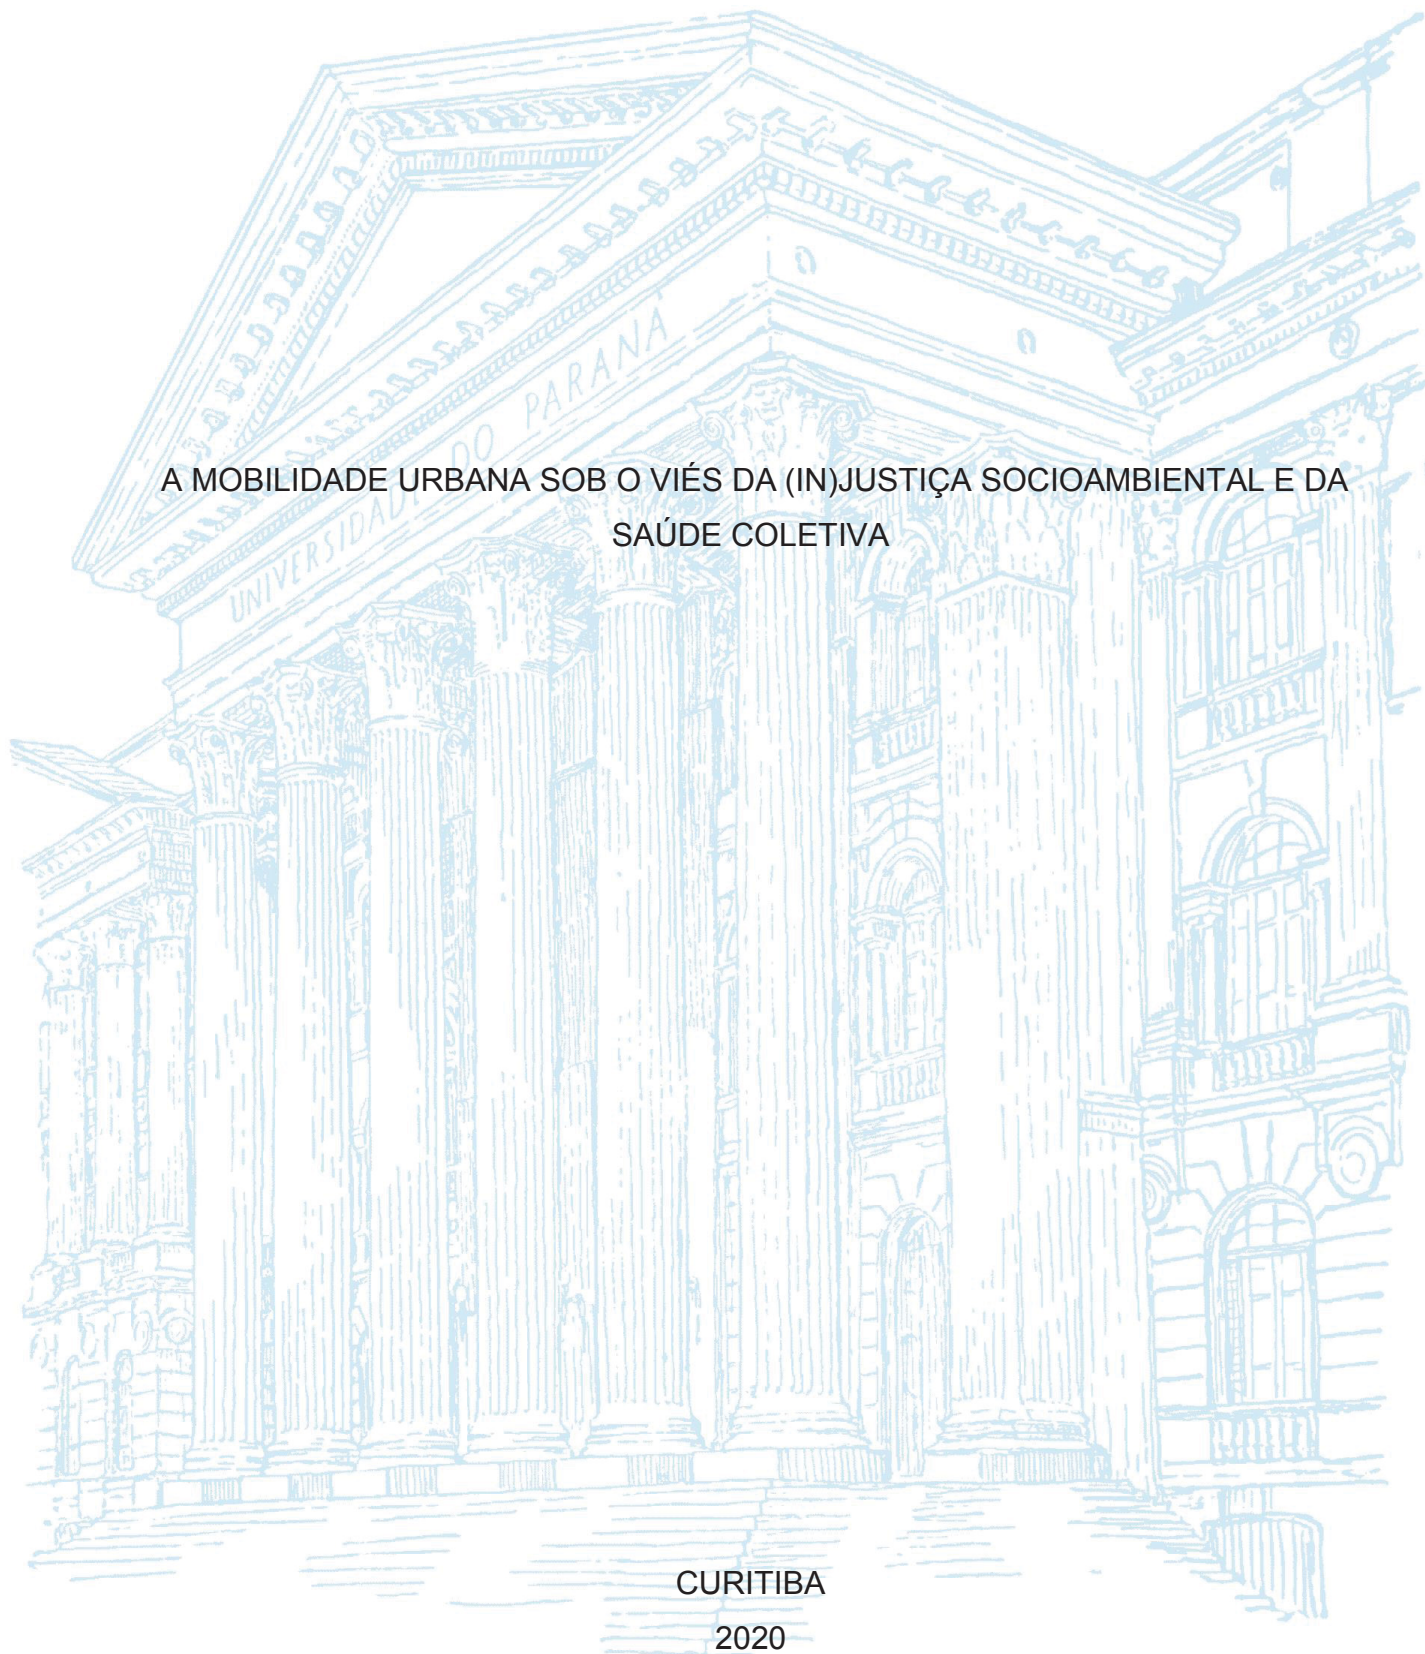 UNIVERSIDADE DO PARANÁ
A MOBILIDADE URBANA SOB O VIÉS DA (IN)JUSTIÇA SOCIOAMBIENTAL E DA
SAÚDE COLETIVA
CURITIBA
2020